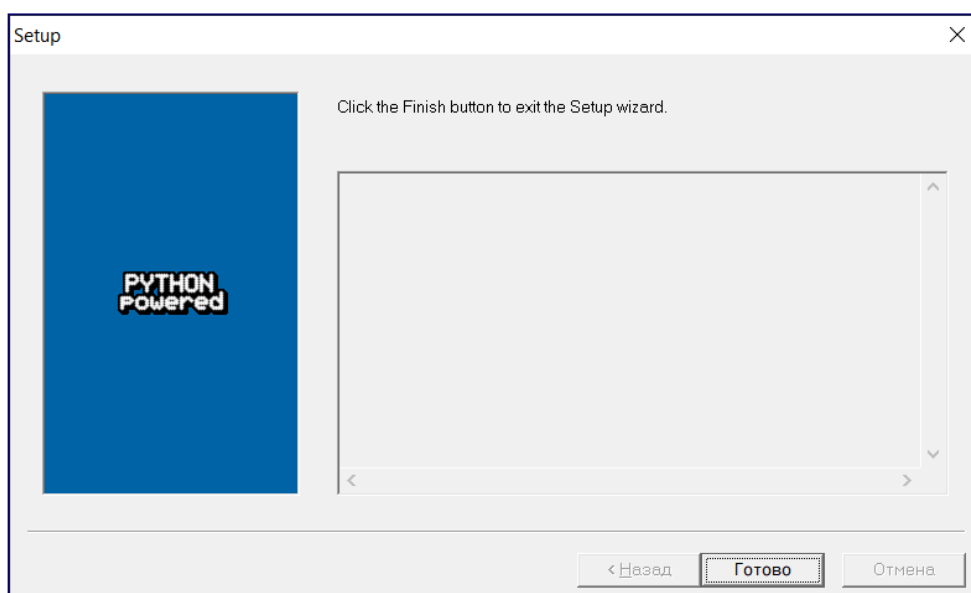 Setup
Click the Finish button to exit the Setup wizard.
PYTHON
powered
< Назад
Готово
Отмена